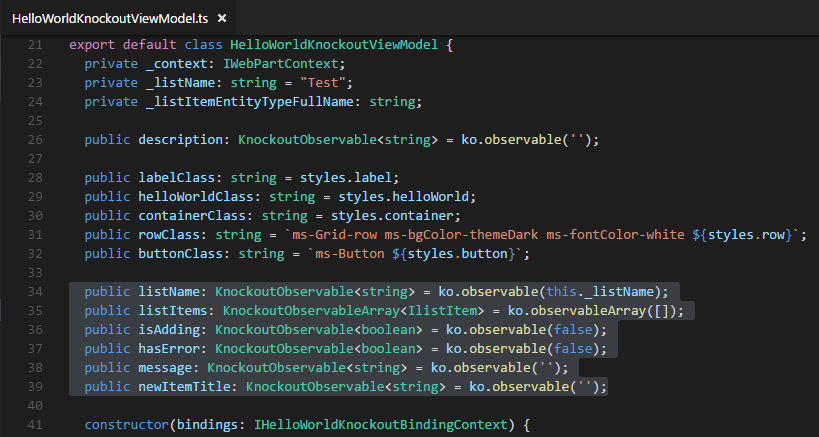 HelloWorldKnockoutViewModel.ts ×
21 export default class HelloWorldKnockoutViewModel {
22 private _context: IWebPartContext;
23 private _listName: string = "Test";
24 private _listItemEntityTypeFullName: string;
25
26 public description: KnockoutObservable<string> = ko.observable('');
27
28 public labelClass: string = styles.label;
29 public helloWorldClass: string = styles.helloWorld;
30 public containerClass: string = styles.container;
31 public rowClass: string = `ms-Grid-row ms-bgColor-themeDark ms-fontColor-white ${styles.row}`;
32 public buttonClass: string = `ms-Button ${styles.button}`;
33
34 public listName: KnockoutObservable<string> = ko.observable(this._listName);
35 public listItems: KnockoutObservableArray<IlistItem> = ko.observableArray([]);
36 public isAdding: KnockoutObservable<boolean> = ko.observable(false);
37 public hasError: KnockoutObservable<boolean> = ko.observable(false);
38 public message: KnockoutObservable<string> = ko.observable('');
39 public newItemTitle: KnockoutObservable<string> = ko.observable('');
40
41 constructor(bindings: IHelloWorldKnockoutBindingContext) {